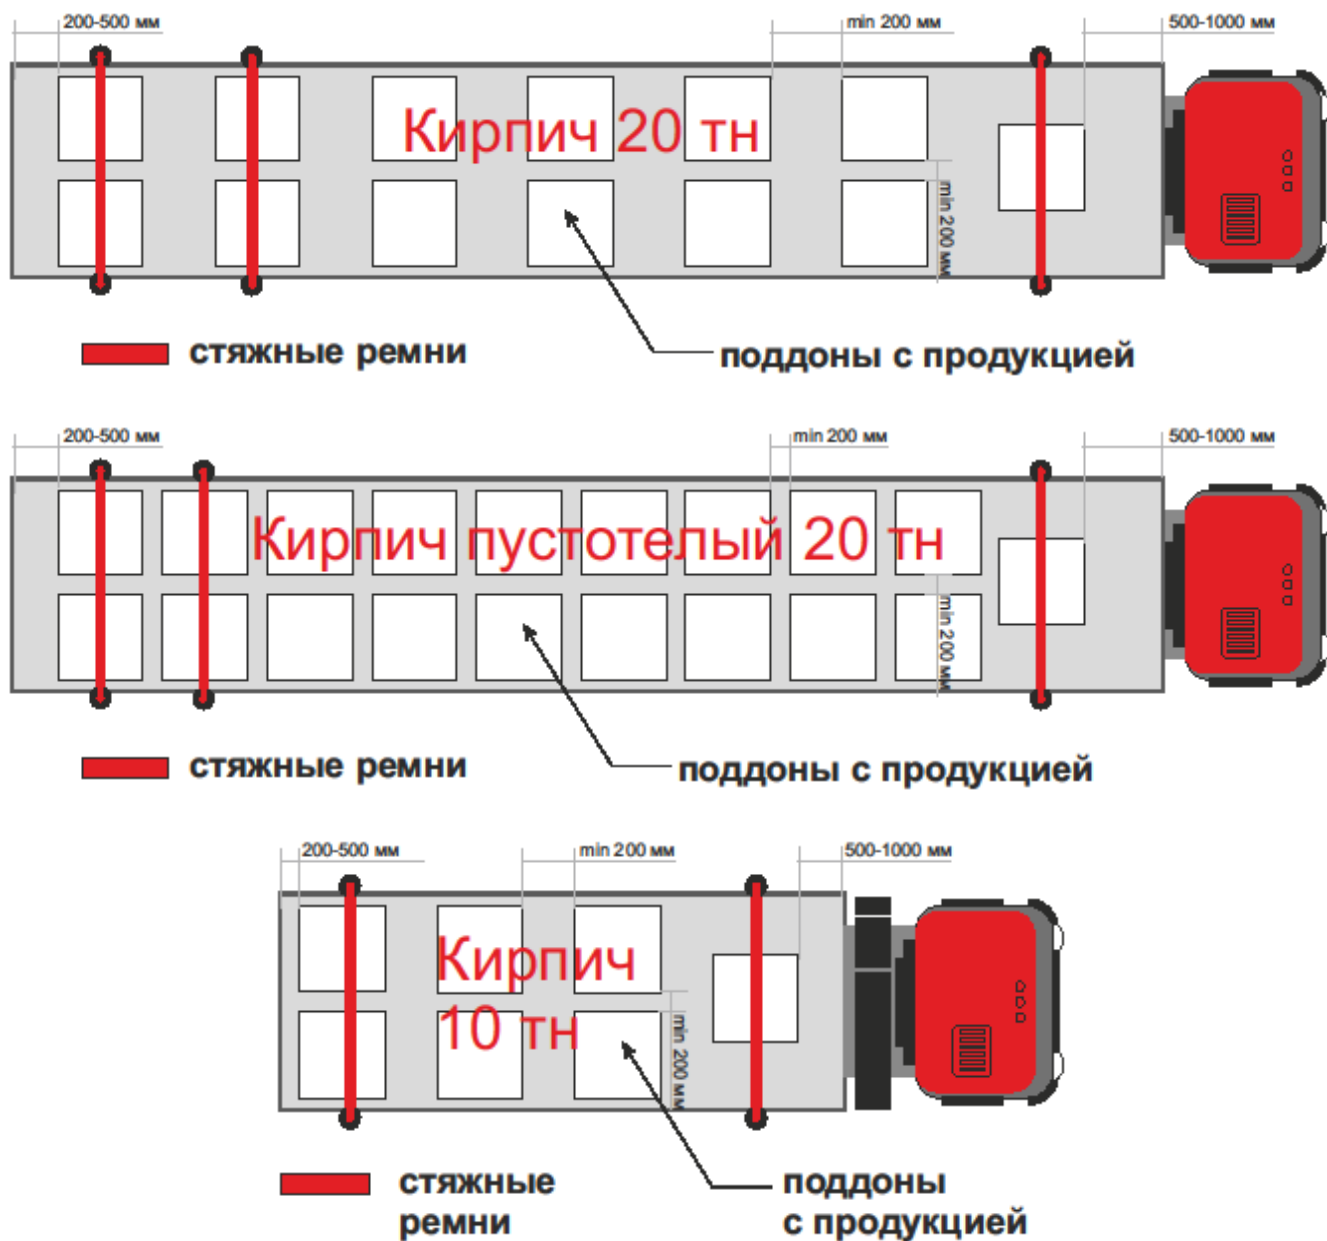 200-500 мм
min 200 мм
500-1000 мм
Кирпич 20 тн
min 200 мм
стяжные ремни
поддоны с продукцией
200-500 мм
min 200 мм
500-1000 мм
Кирпич пустотелый 20 тн
min 200 мм
стяжные ремни
поддоны с продукцией
200-500 мм
min 200 мм
500-1000 мм
Кирпич
10 тн
min 200 мм
стяжные
ремни
поддоны
с продукцией